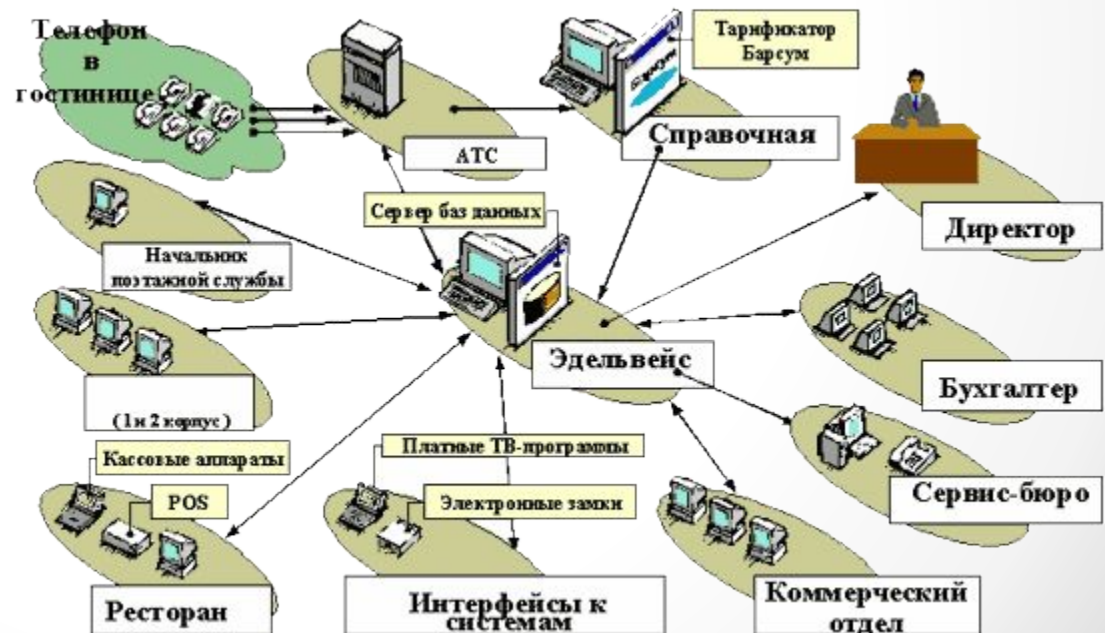 Телефон
в
гостинице
Тарификатор
Барсум
Барсум
Справочная
АТС
Сервер баз данных
Директор
Начальник
поэтажной службы
Эдельвейс
Бухгалтер
(1 и 2 корпус)
Кассовые аппараты
Платные ТВ-программы
POS
Электронные замки
Сервис-бюро
Ресторан
Интерфейсы к
системам
Коммерческий
отдел